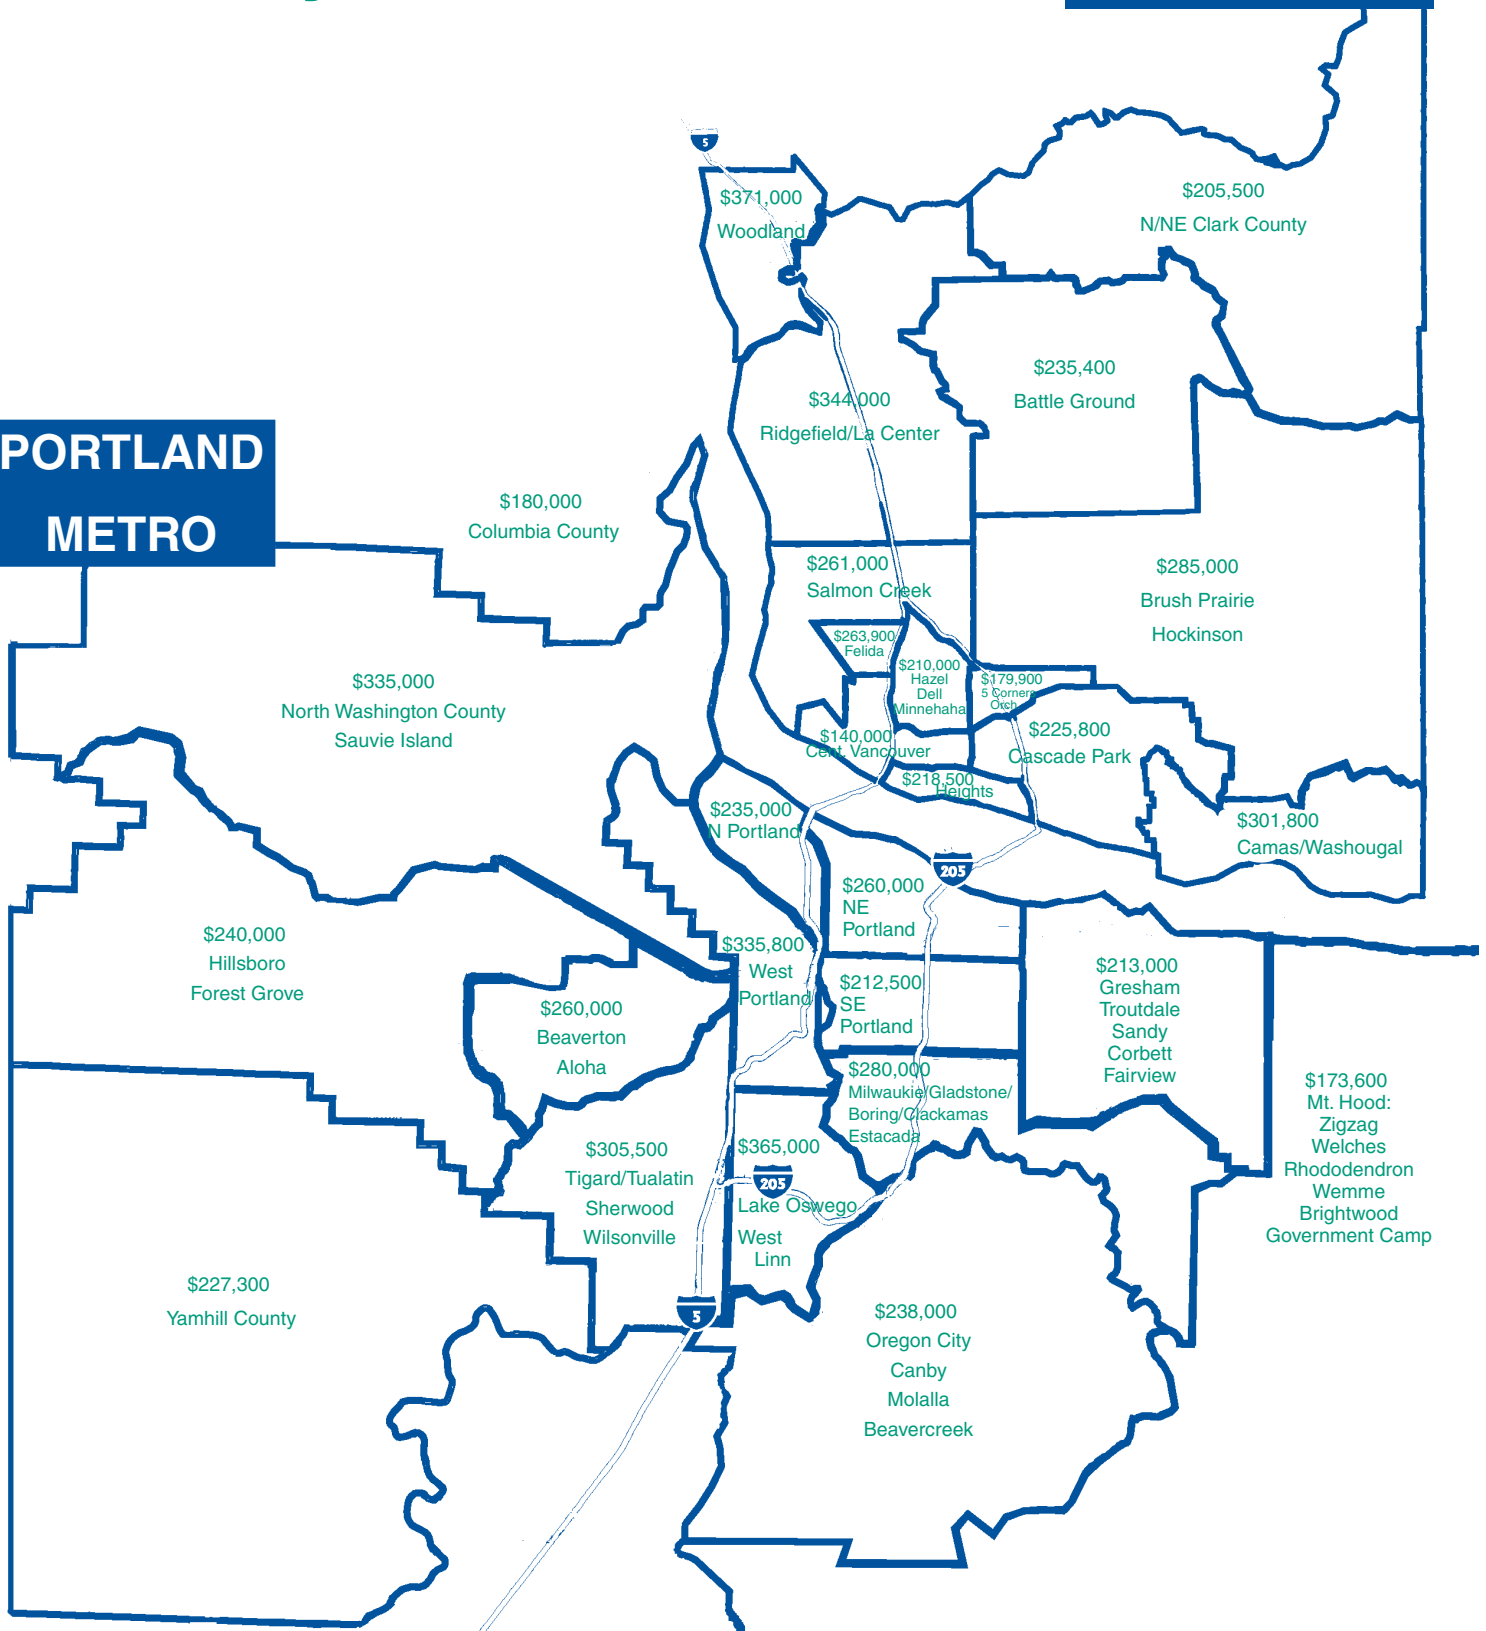 5
$371,000
Woodland
$205,500
N/NE Clark County
$235,400
Battle Ground
$344,000
Ridgefield/La Center
PORTLAND
METRO
$180,000
Columbia County
$261,000
Salmon Creek
$285,000
Brush Prairie
Hockinson
$263,900
Felida
$210,000
Hazel
Dell
Minnehaha
$179,900
5 Corners
Orch
$335,000
North Washington County
Sauvie Island
$140,000
Cent. Vancouver
$225,800
Cascade Park
$218,500
Heights
$235,000
N Portland
$301,800
Camas/Washougal
205
$260,000
NE
Portland
$240,000
Hillsboro
Forest Grove
$335,800
West
Portland
$212,500
SE
Portland
$213,000
Gresham
Troutdale
Sandy
Corbett
Fairview
$260,000
Beaverton
Aloha
$280,000
Milwaukie/Gladstone/
Boring/Clackamas
Estacada
$173,600
Mt. Hood:
Zigzag
Welches
Rhododendron
Wemme
Brightwood
Government Camp
$305,500
Tigard/Tualatin
Sherwood
Wilsonville
$365,000
205
Lake Oswego
West
Linn
$227,300
Yamhill County
5
$238,000
Oregon City
Canby
Molalla
Beavercreek